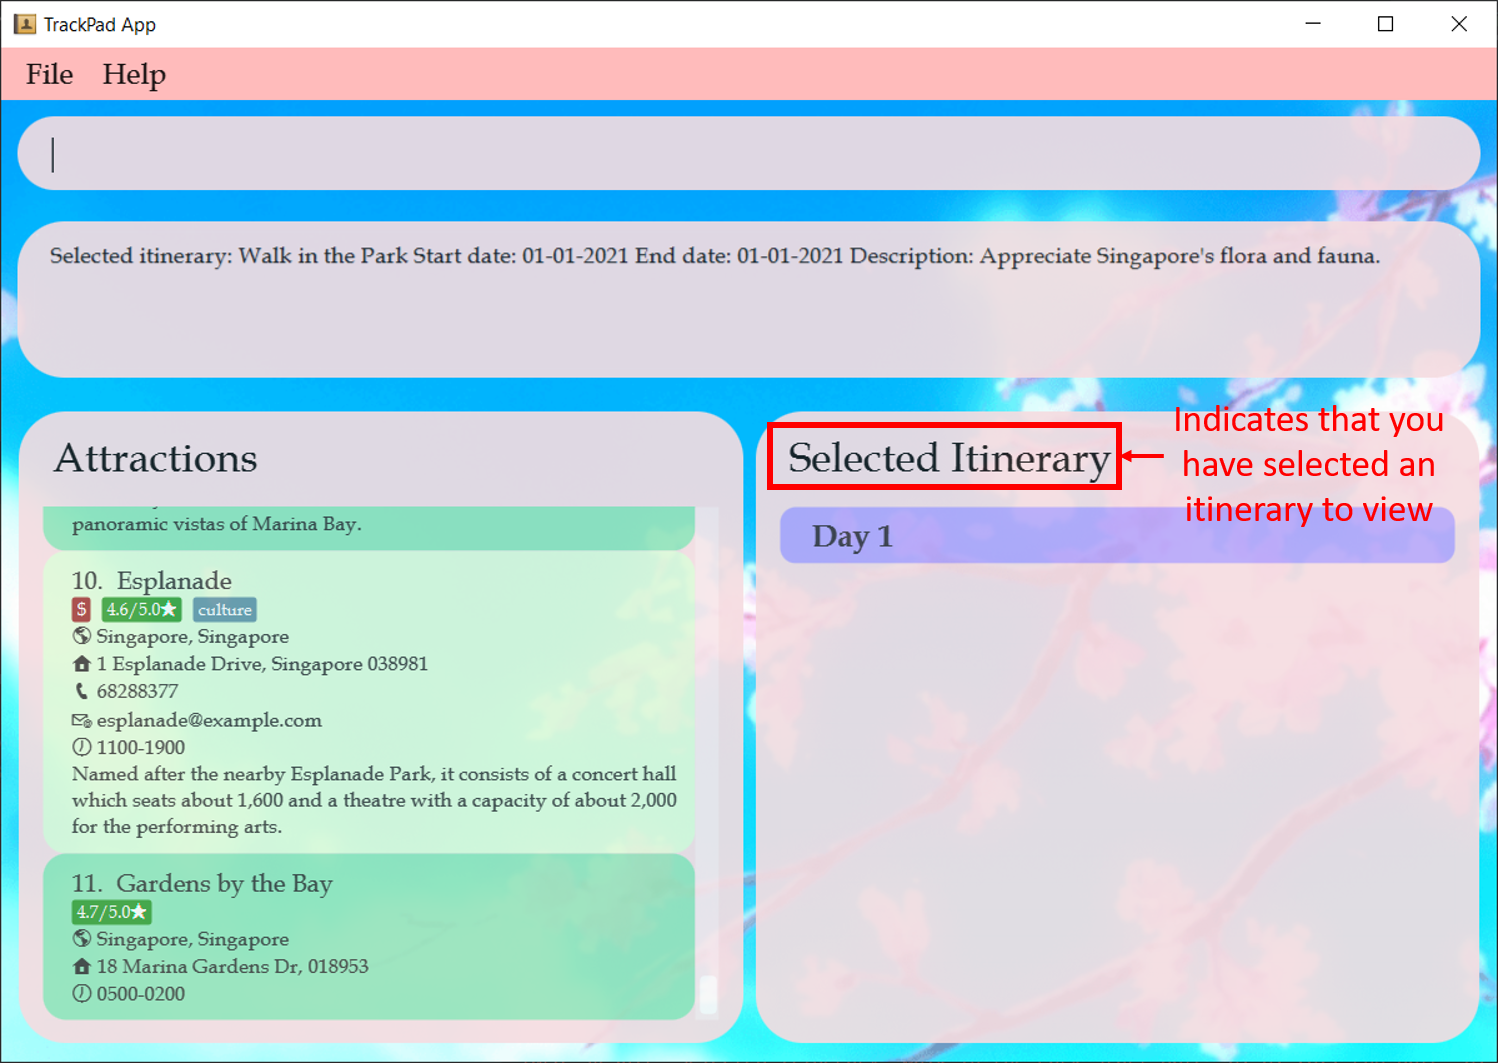 TrackPad App
File Help
Selected itinerary: Walk in the Park Start date: 01-01-2021 End date: 01-01-2021 Description: Appreciate Singapore's flora and fauna.
Attractions
panoramic vistas of Marina Bay.
10. Esplanade
$ 4.6/5.0★ culture
Singapore, Singapore
1 Esplanade Drive, Singapore 038981
68288377
esplanade@example.com
1100-1900
Named after the nearby Esplanade Park, it consists of a concert hall
which seats about 1,600 and a theatre with a capacity of about 2,000
for the performing arts.
11. Gardens by the Bay
4.7/5.0★
Singapore, Singapore
18 Marina Gardens Dr, 018953
0500-0200
Selected Itinerary
Indicates that you
have selected an
itinerary to view
Day 1